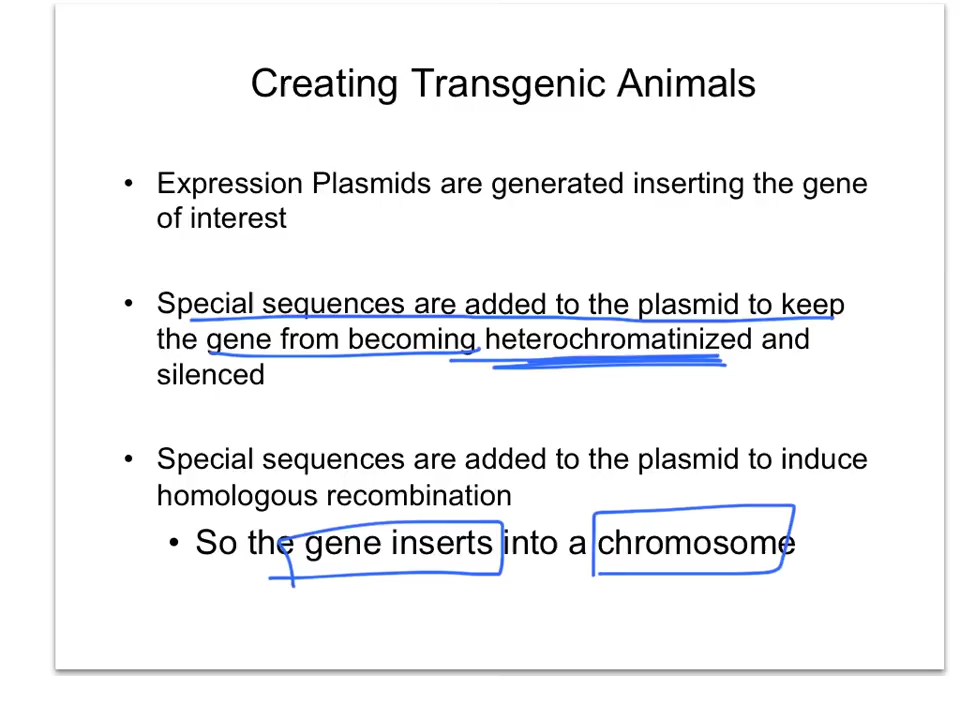 Creating Transgenic Animals
• Expression Plasmids are generated inserting the gene
of interest
• Special sequences are added to the plasmid to keep
the gene from becoming heterochromatinized and
silenced
• Special sequences are added to the plasmid to induce
homologous recombination
• So the gene inserts into a chromosome